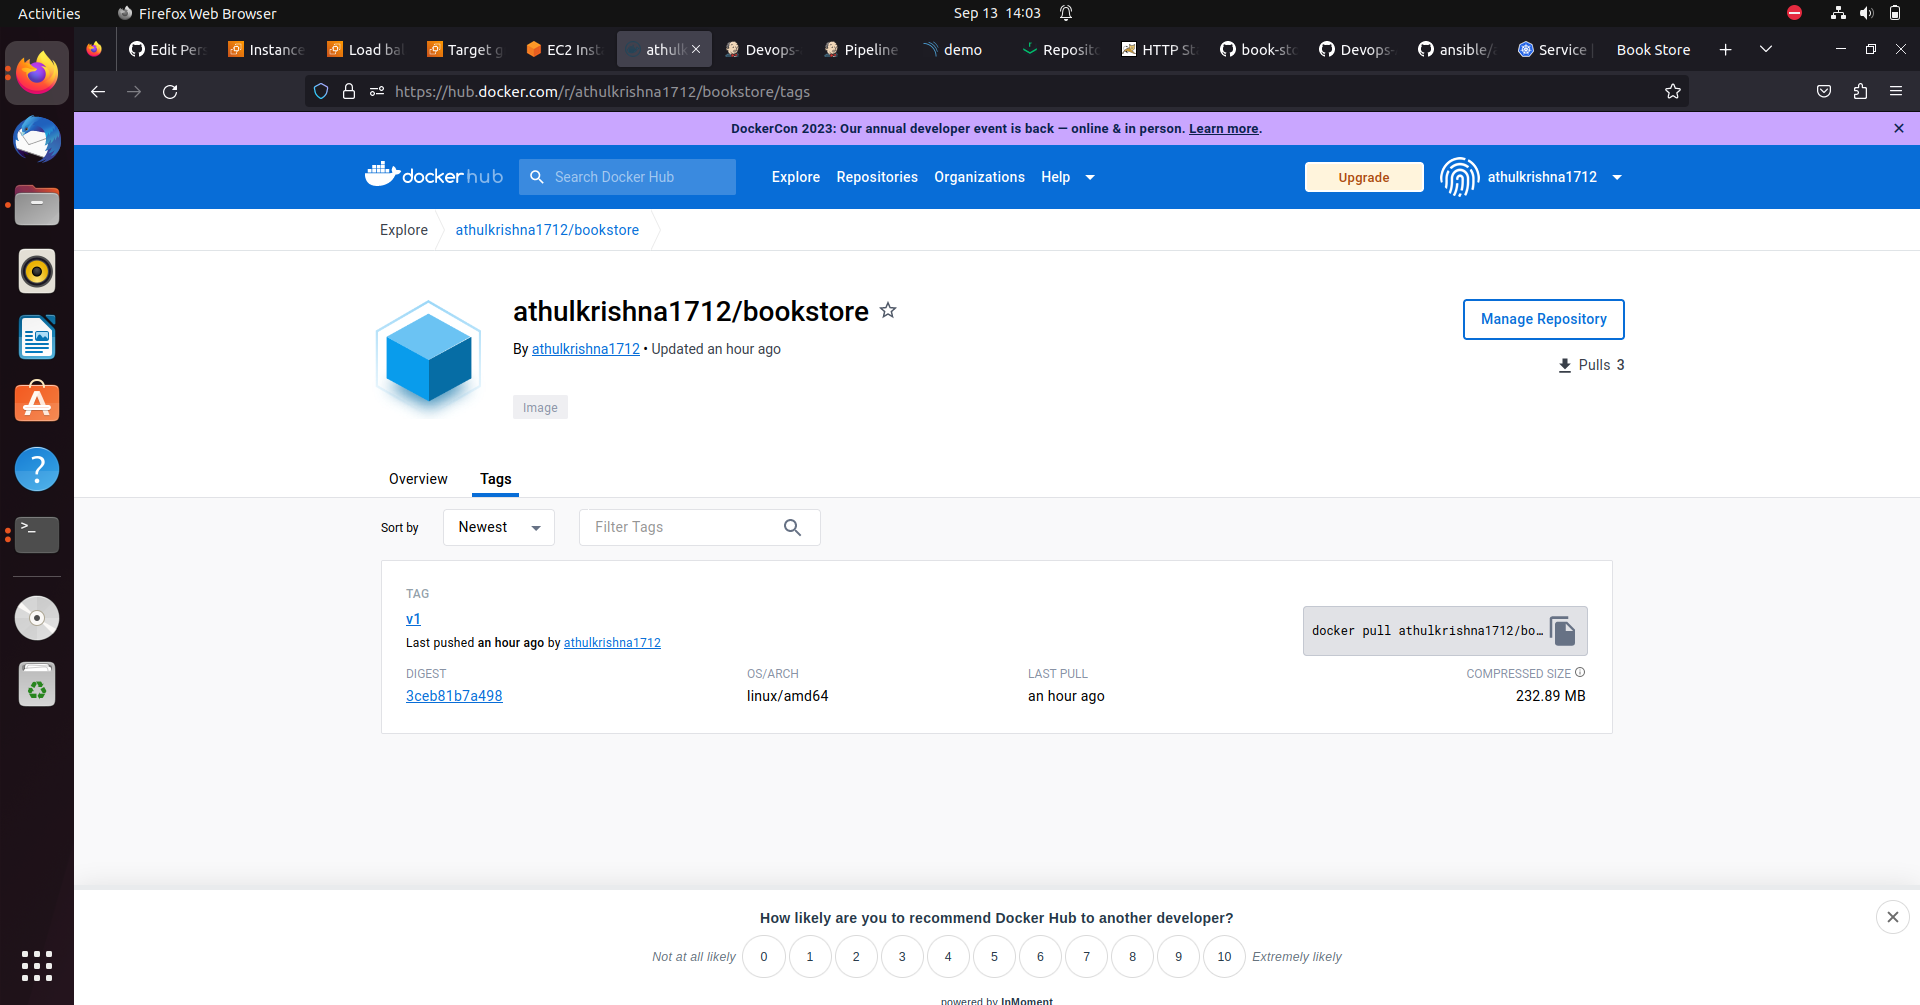 Activities
Firefox Web Browser
Sep 13 14:03
Edit Per
Instance
Load bal
Target g
EC2 Inst
athulk
Devops-
Pipeline
demo
Reposito
HTTP St
book-sto
Devops-
ansible/
Service |
Book Store
https://hub.docker.com/r/athulkrishna1712/bookstore/tags
DockerCon 2023: Our annual developer event is back — online & in person. Learn more.
docker hub
Search Docker Hub
Explore
Repositories
Organizations
Help
Upgrade
athulkrishna1712
Explore
athulkrishna1712/bookstore
athulkrishna1712/bookstore
Manage Repository
By athulkrishna1712 • Updated an hour ago
Pulls 3
Image
Overview
Tags
Sort by
Newest
Filter Tags
TAG
v1
Last pushed an hour ago by athulkrishna1712
docker pull athulkrishna1712/bo…
DIGEST
OS/ARCH
LAST PULL
COMPRESSED SIZE
3ceb81b7a498
linux/amd64
an hour ago
232.89 MB
How likely are you to recommend Docker Hub to another developer?
Not at all likely
0
1
2
3
4
5
6
7
8
9
10
Extremely likely
powered by InMoment